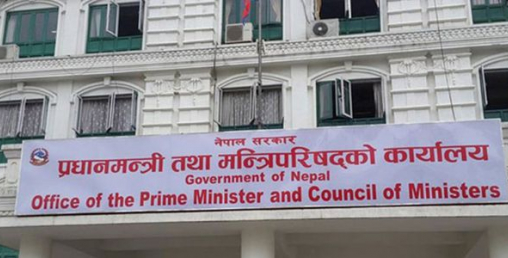 नेपाल सरकार
प्रधानमन्त्री तथा मन्त्रिपरिषद्को कार्यालय
Government of Nepal
Office of the Prime Minister and Council of Ministers